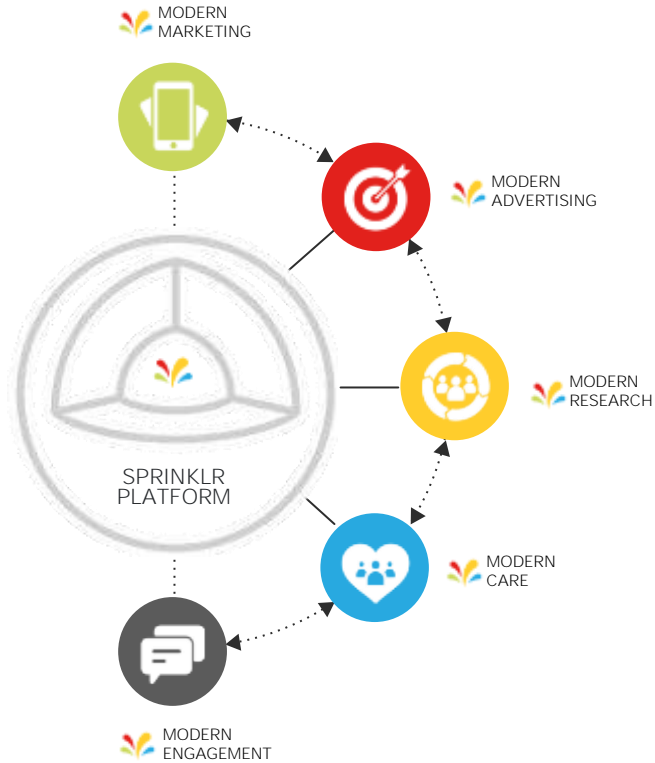 MODERN
MARKETING
MODERN
ADVERTISING
MODERN
RESEARCH
SPRINKLR
PLATFORM
MODERN
CARE
MODERN
ENGAGEMENT